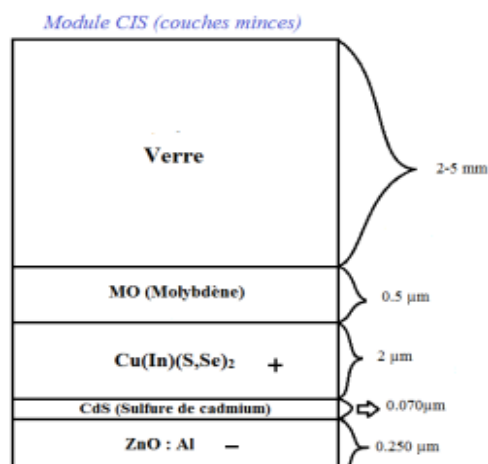 Module CIS (couches minces)
Verre
2-5 mm
MO (Molybdène)
0.5 µm
Cu(In)(S,Se)₂ +
2 µm
CdS (Sulfure de cadmium)
0.070µm
ZnO : Al −
0.250 µm